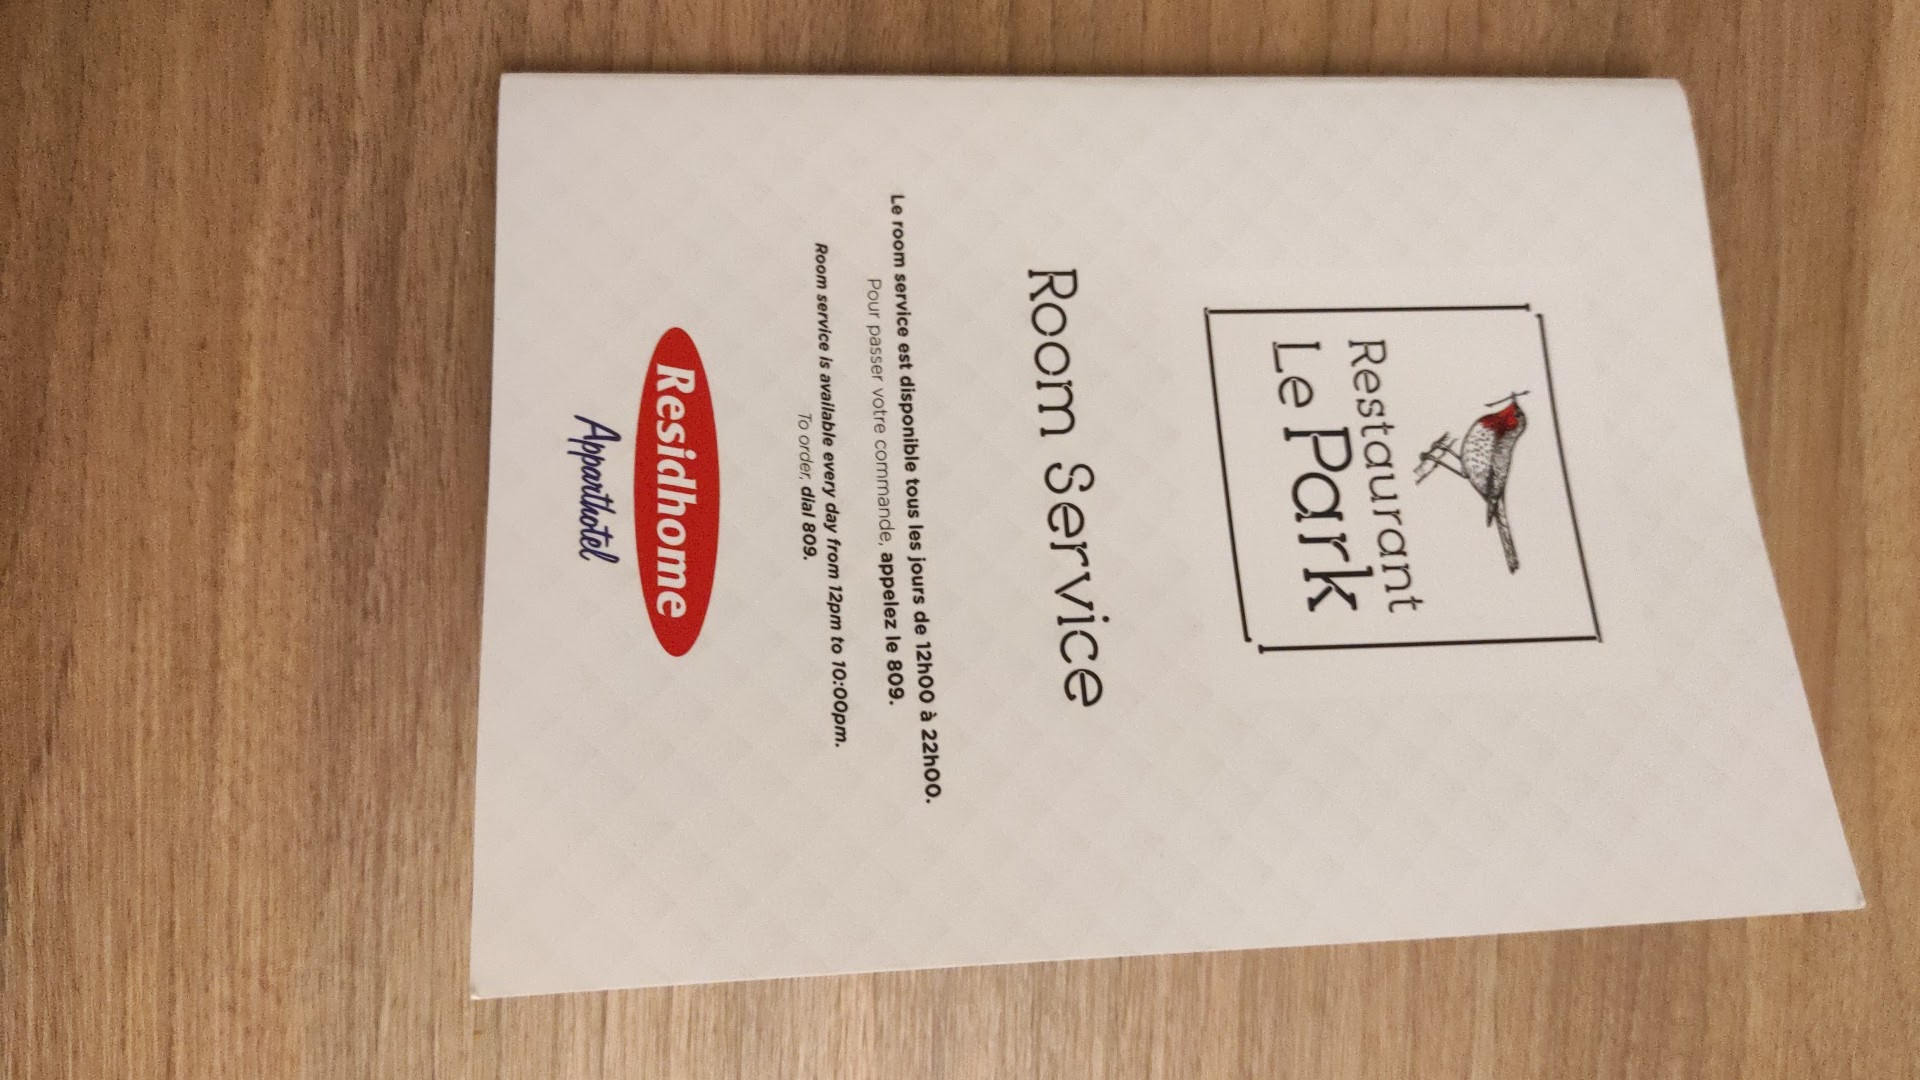 Restaurant
Le Park
Room Service
Le room service est disponible tous les jours de 12h00 à 22h00.
Pour passer votre commande, appelez le 809.
Room service is available every day from 12pm to 10:00pm.
To order, dial 809.
Residhome
Apparthotel